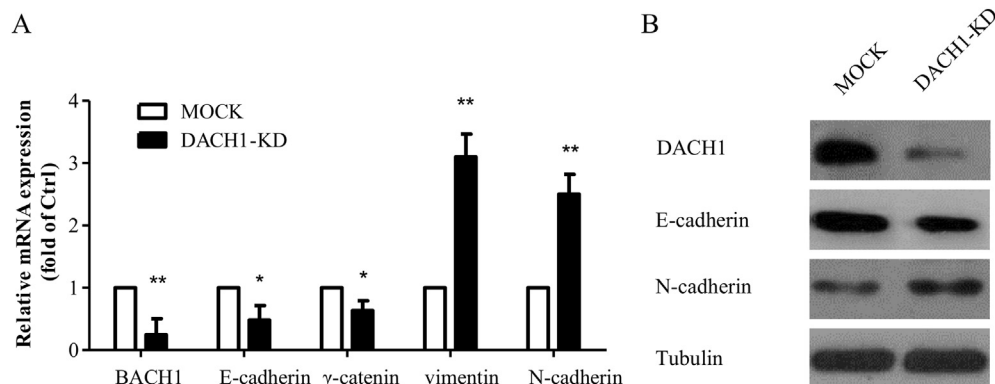 A
B
MOCK
DACH1-KD
Relative mRNA expression
(fold of Ctrl)
4
3
2
1
0
MOCK
DACH1-KD
**
*
*
**
**
BACH1
E-cadherin
γ-catenin
vimentin
N-cadherin
DACH1
E-cadherin
N-cadherin
Tubulin